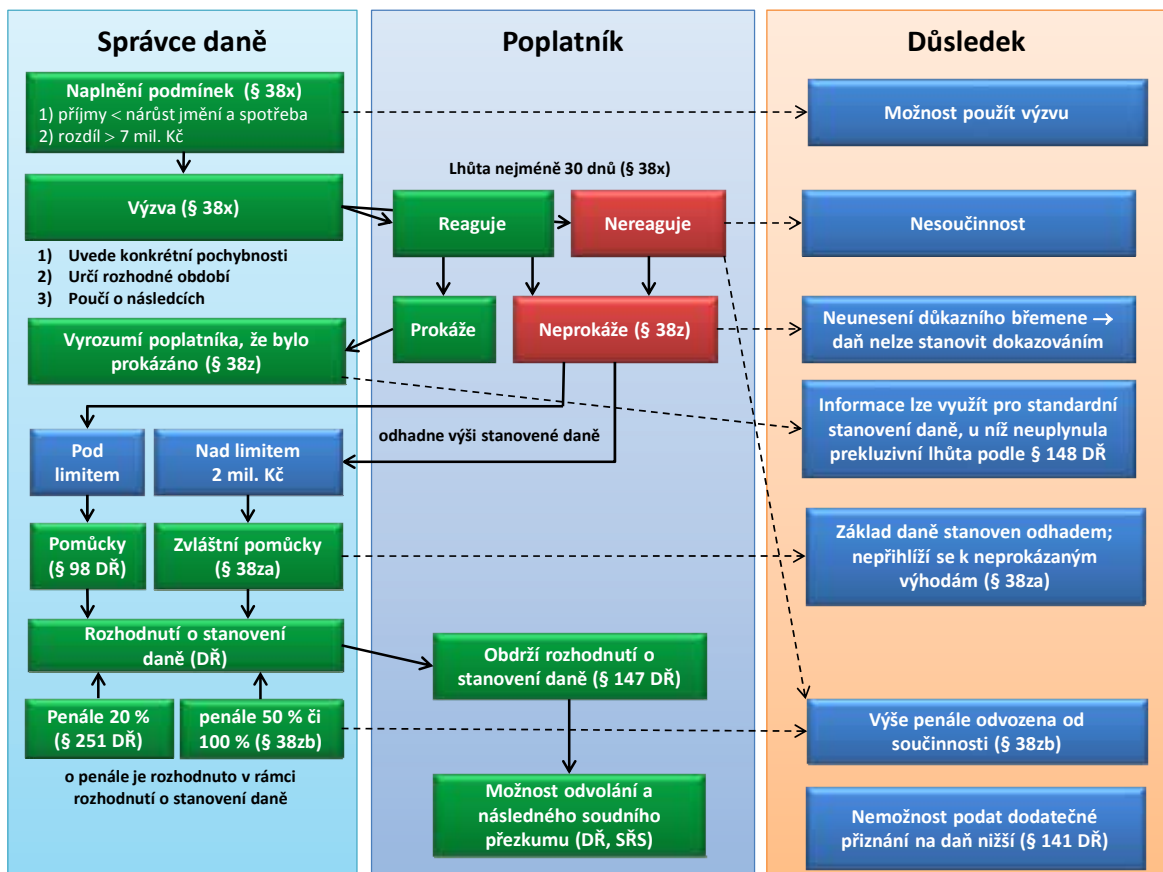 Správce daně
Poplatník
Důsledek
Naplnění podmínek (§ 38x)
1) příjmy < nárůst jmění a spotřeba
2) rozdíl > 7 mil. Kč
Možnost použít výzvu
Lhůta nejméně 30 dnů (§ 38x)
Výzva (§ 38x)
Reaguje
Nereaguje
Nesoučinnost
1) Uvede konkrétní pochybnosti
2) Určí rozhodné období
3) Poučí o následcích
Prokáže
Neprokáže (§ 38z)
Neunesení důkazního břemene →
daň nelze stanovit dokazováním
Vyrozumí poplatníka, že bylo
prokázáno (§ 38z)
Informace lze využít pro standardní
stanovení daně, u níž neuplynula
prekluzivní lhůta podle § 148 DŘ
odhadne výši stanovené daně
Pod
limitem
Nad limitem
2 mil. Kč
Pomůcky
(§ 98 DŘ)
Zvláštní pomůcky
(§ 38za)
Základ daně stanoven odhadem;
nepřihlíží se k neprokázaným
výhodám (§ 38za)
Rozhodnutí o stanovení
daně (DŘ)
Obdrží rozhodnutí o
stanovení daně (§ 147 DŘ)
Penále 20 %
(§ 251 DŘ)
penále 50 % či
100 % (§ 38zb)
Výše penále odvozena od
součinnosti (§ 38zb)
o penále je rozhodnuto v rámci
rozhodnutí o stanovení daně
Možnost odvolání a
následného soudního
přezkumu (DŘ, SŘS)
Nemožnost podat dodatečné
přiznání na daň nižší (§ 141 DŘ)